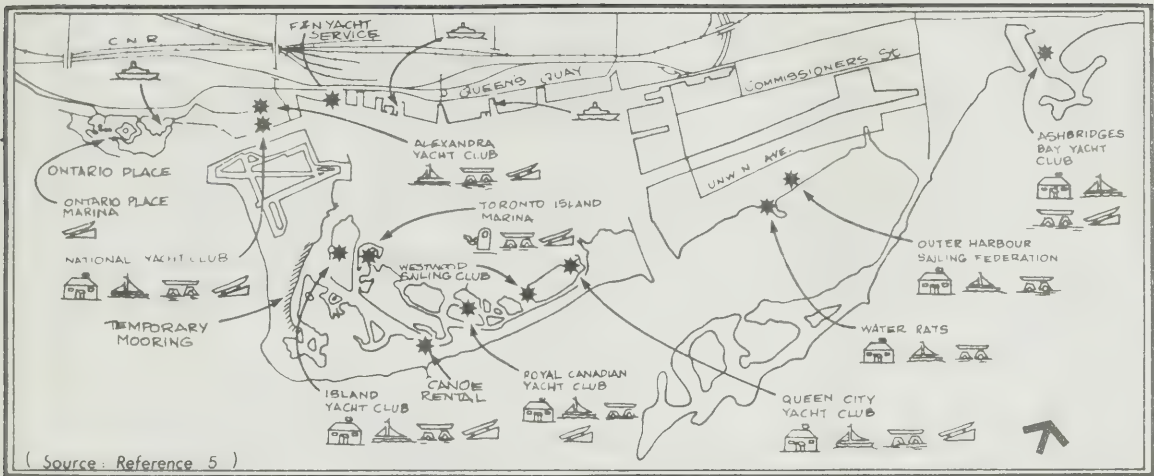 C N R
F&N YACHT
SERVICE
QUEEN'S QUAY
COMMISSIONERS St
UNWIN AVE.
ONTARIO PLACE
ONTARIO PLACE
MARINA
NATIONAL YACHT CLUB
TEMPORARY
MOORING
ALEXANDRA
YACHT CLUB
TORONTO ISLAND
MARINA
WESTWOOD
SAILING CLUB
ISLAND
YACHT CLUB
CANOE
RENTAL
ROYAL CANADIAN
YACHT CLUB
QUEEN CITY
YACHT CLUB
WATER RATS
OUTER HARBOUR
SAILING FEDERATION
ASHBRIDGES
BAY YACHT
CLUB
( Source: Reference 5 )